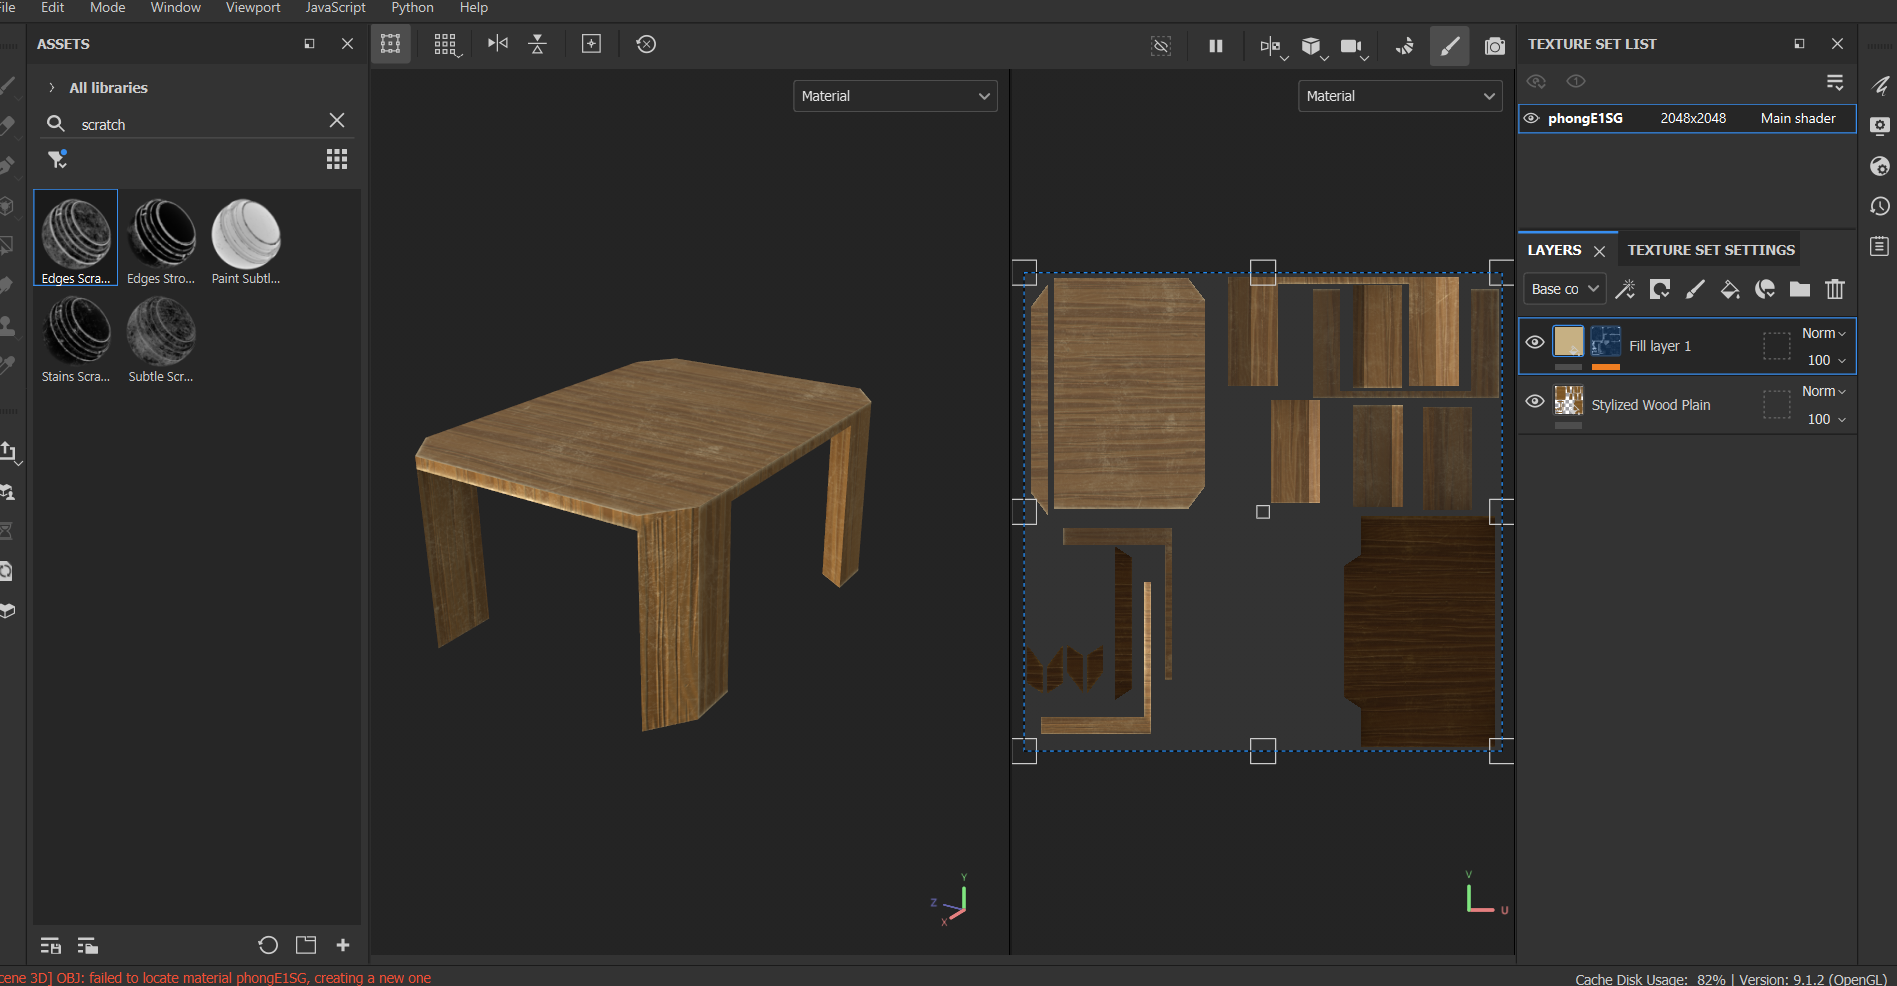 File Edit Mode Window Viewport JavaScript Python Help
ASSETS
All libraries
scratch
Edges Scra...
Edges Stro...
Paint Subtl...
Stains Scra...
Subtle Scr...
Material
Material
Y
Z
X
V
U
TEXTURE SET LIST
phongE1SG 2048x2048 Main shader
LAYERS TEXTURE SET SETTINGS
Base co
Fill layer 1
Norm
100
Stylized Wood Plain
Norm
100
cene 3D] OBJ: failed to locate material phongE1SG, creating a new one
Cache Disk Usage: 82% | Version: 9.1.2 (OpenGL)